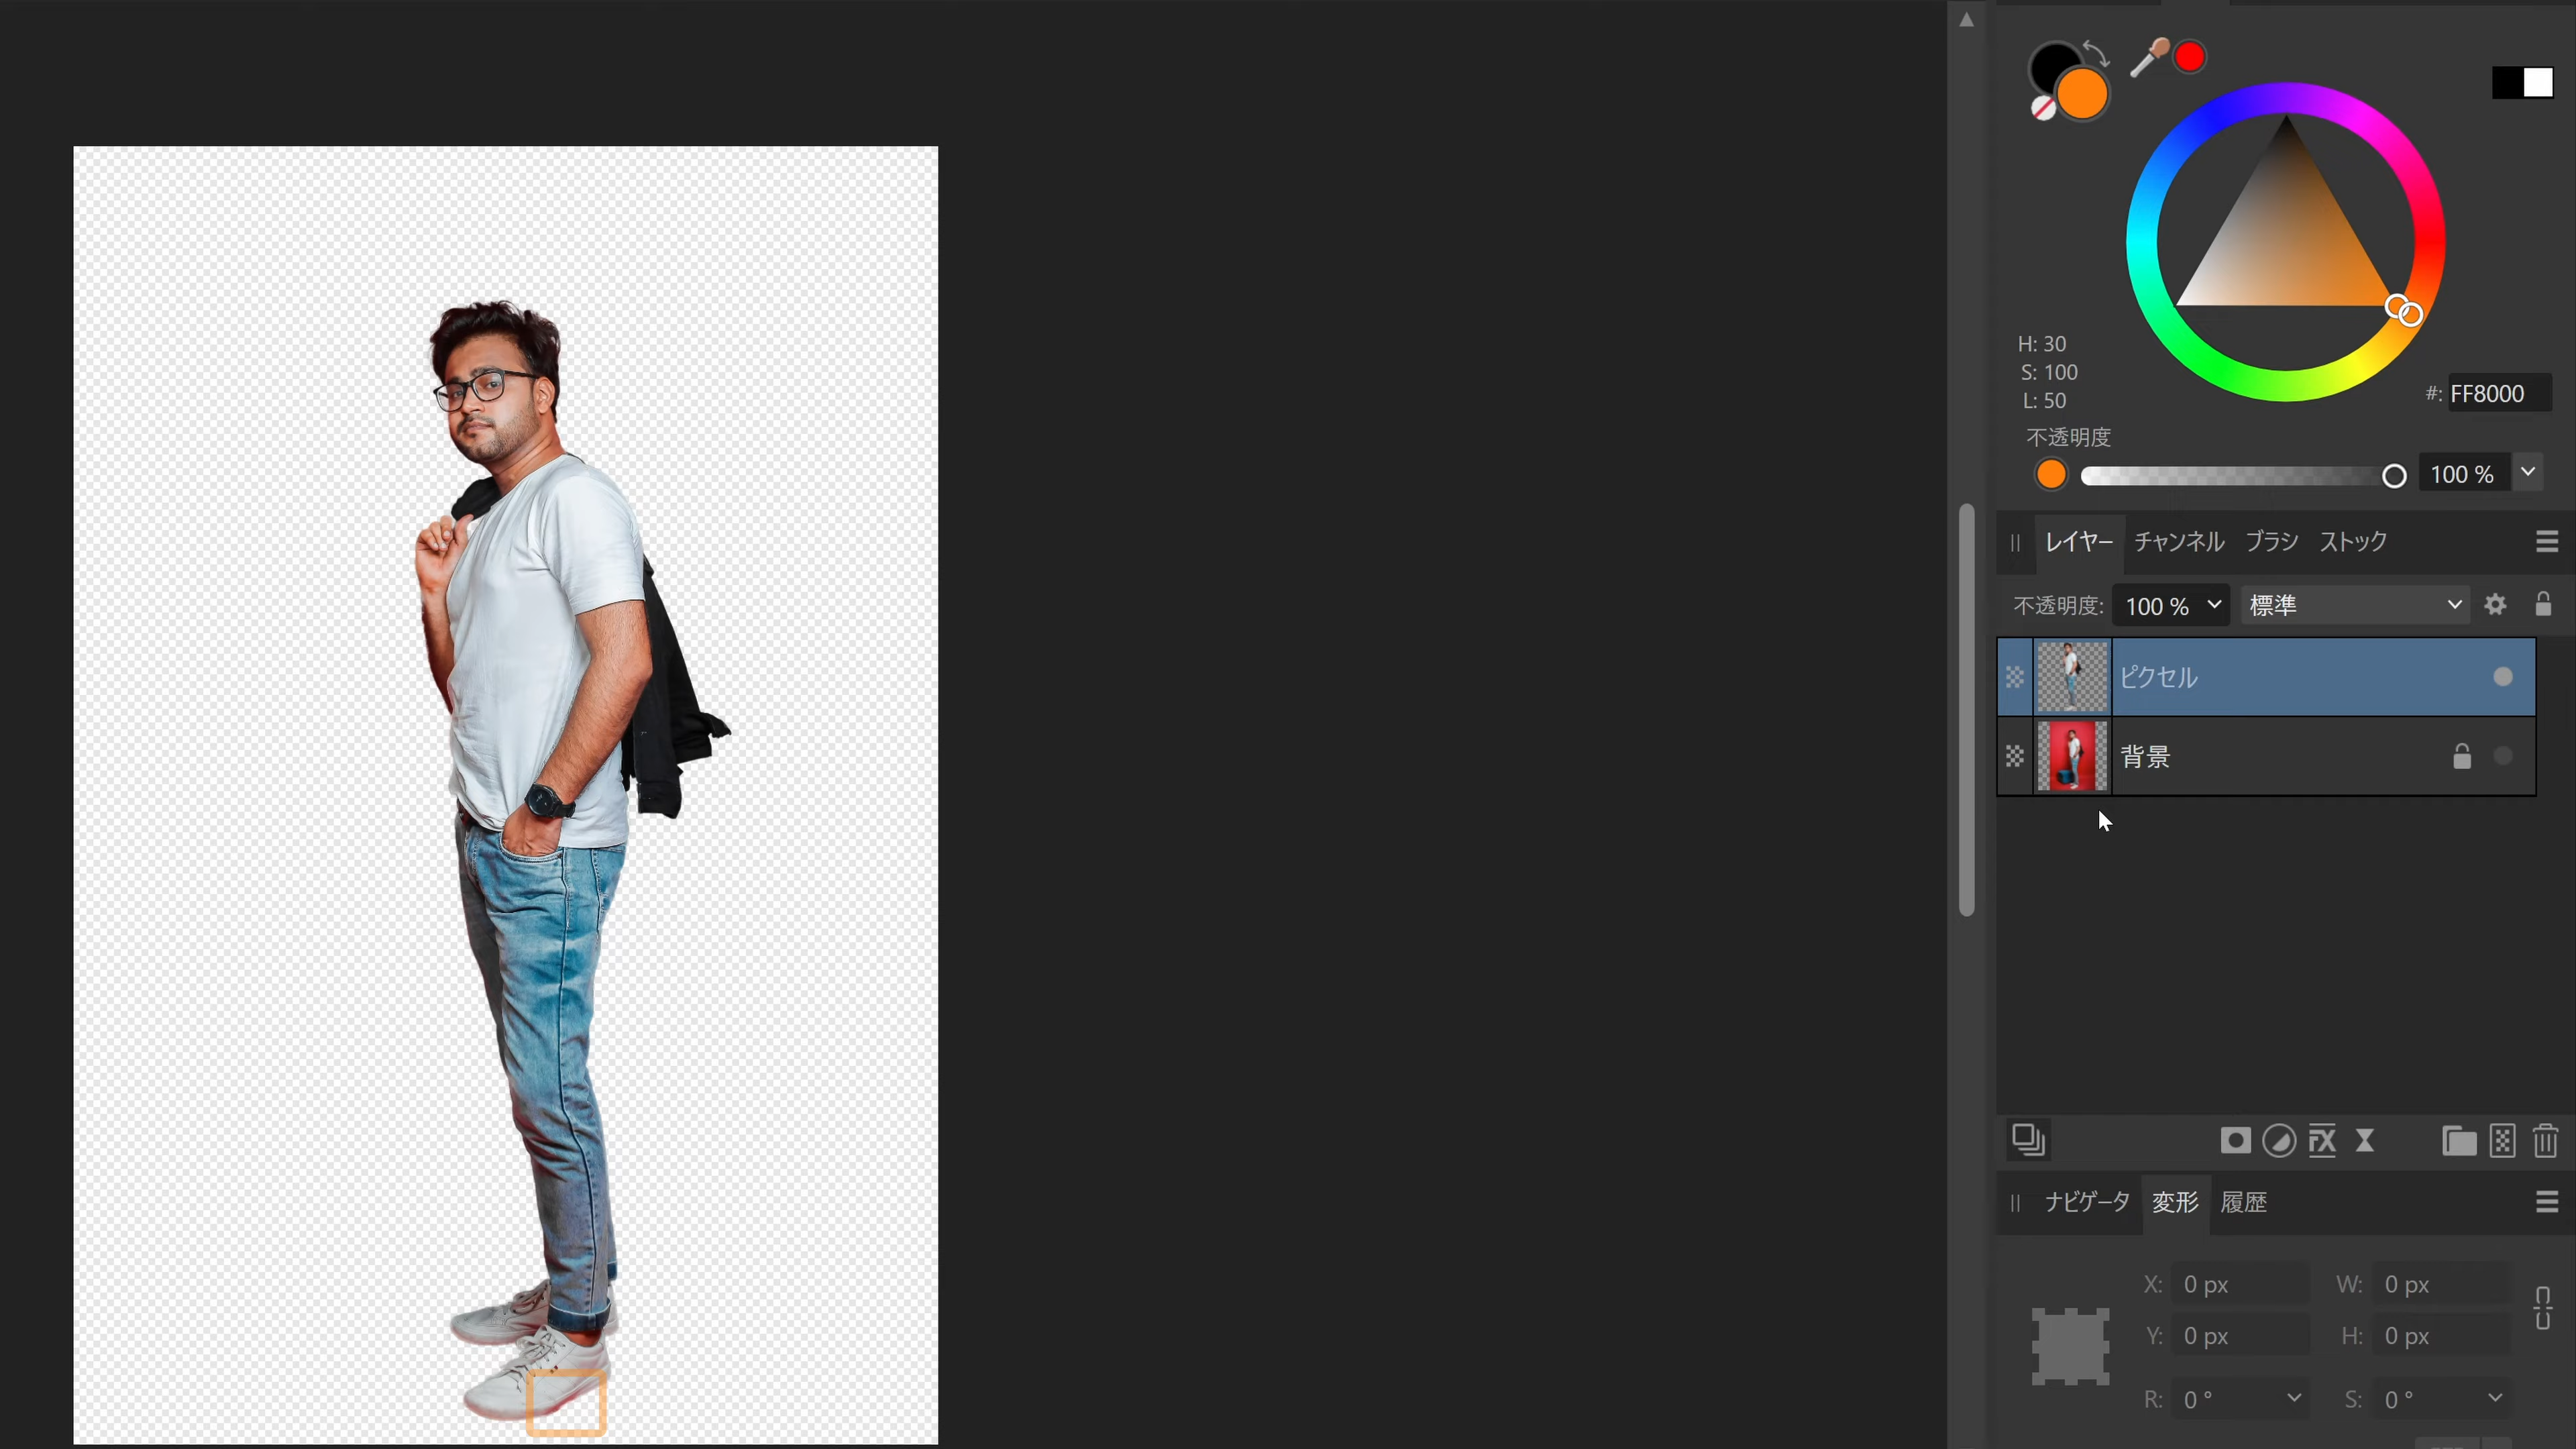 H: 30
S: 100
L: 50
#: FF8000
不透明度
100 %
レイヤー チャンネル ブラシ ストック
不透明度: 100 % 標準
ピクセル
背景
FX
ナビゲータ 変形 履歴
X: 0 px W: 0 px
Y: 0 px H: 0 px
R: 0 ° S: 0 °